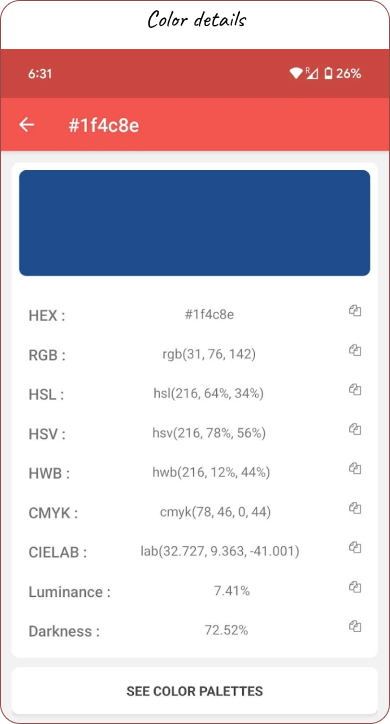 Color details
6:31
R
26%
#1f4c8e
HEX : #1f4c8e
RGB : rgb(31, 76, 142)
HSL : hsl(216, 64%, 34%)
HSV : hsv(216, 78%, 56%)
HWB : hwb(216, 12%, 44%)
CMYK : cmyk(78, 46, 0, 44)
CIELAB : lab(32.727, 9.363, -41.001)
Luminance : 7.41%
Darkness : 72.52%
SEE COLOR PALETTES